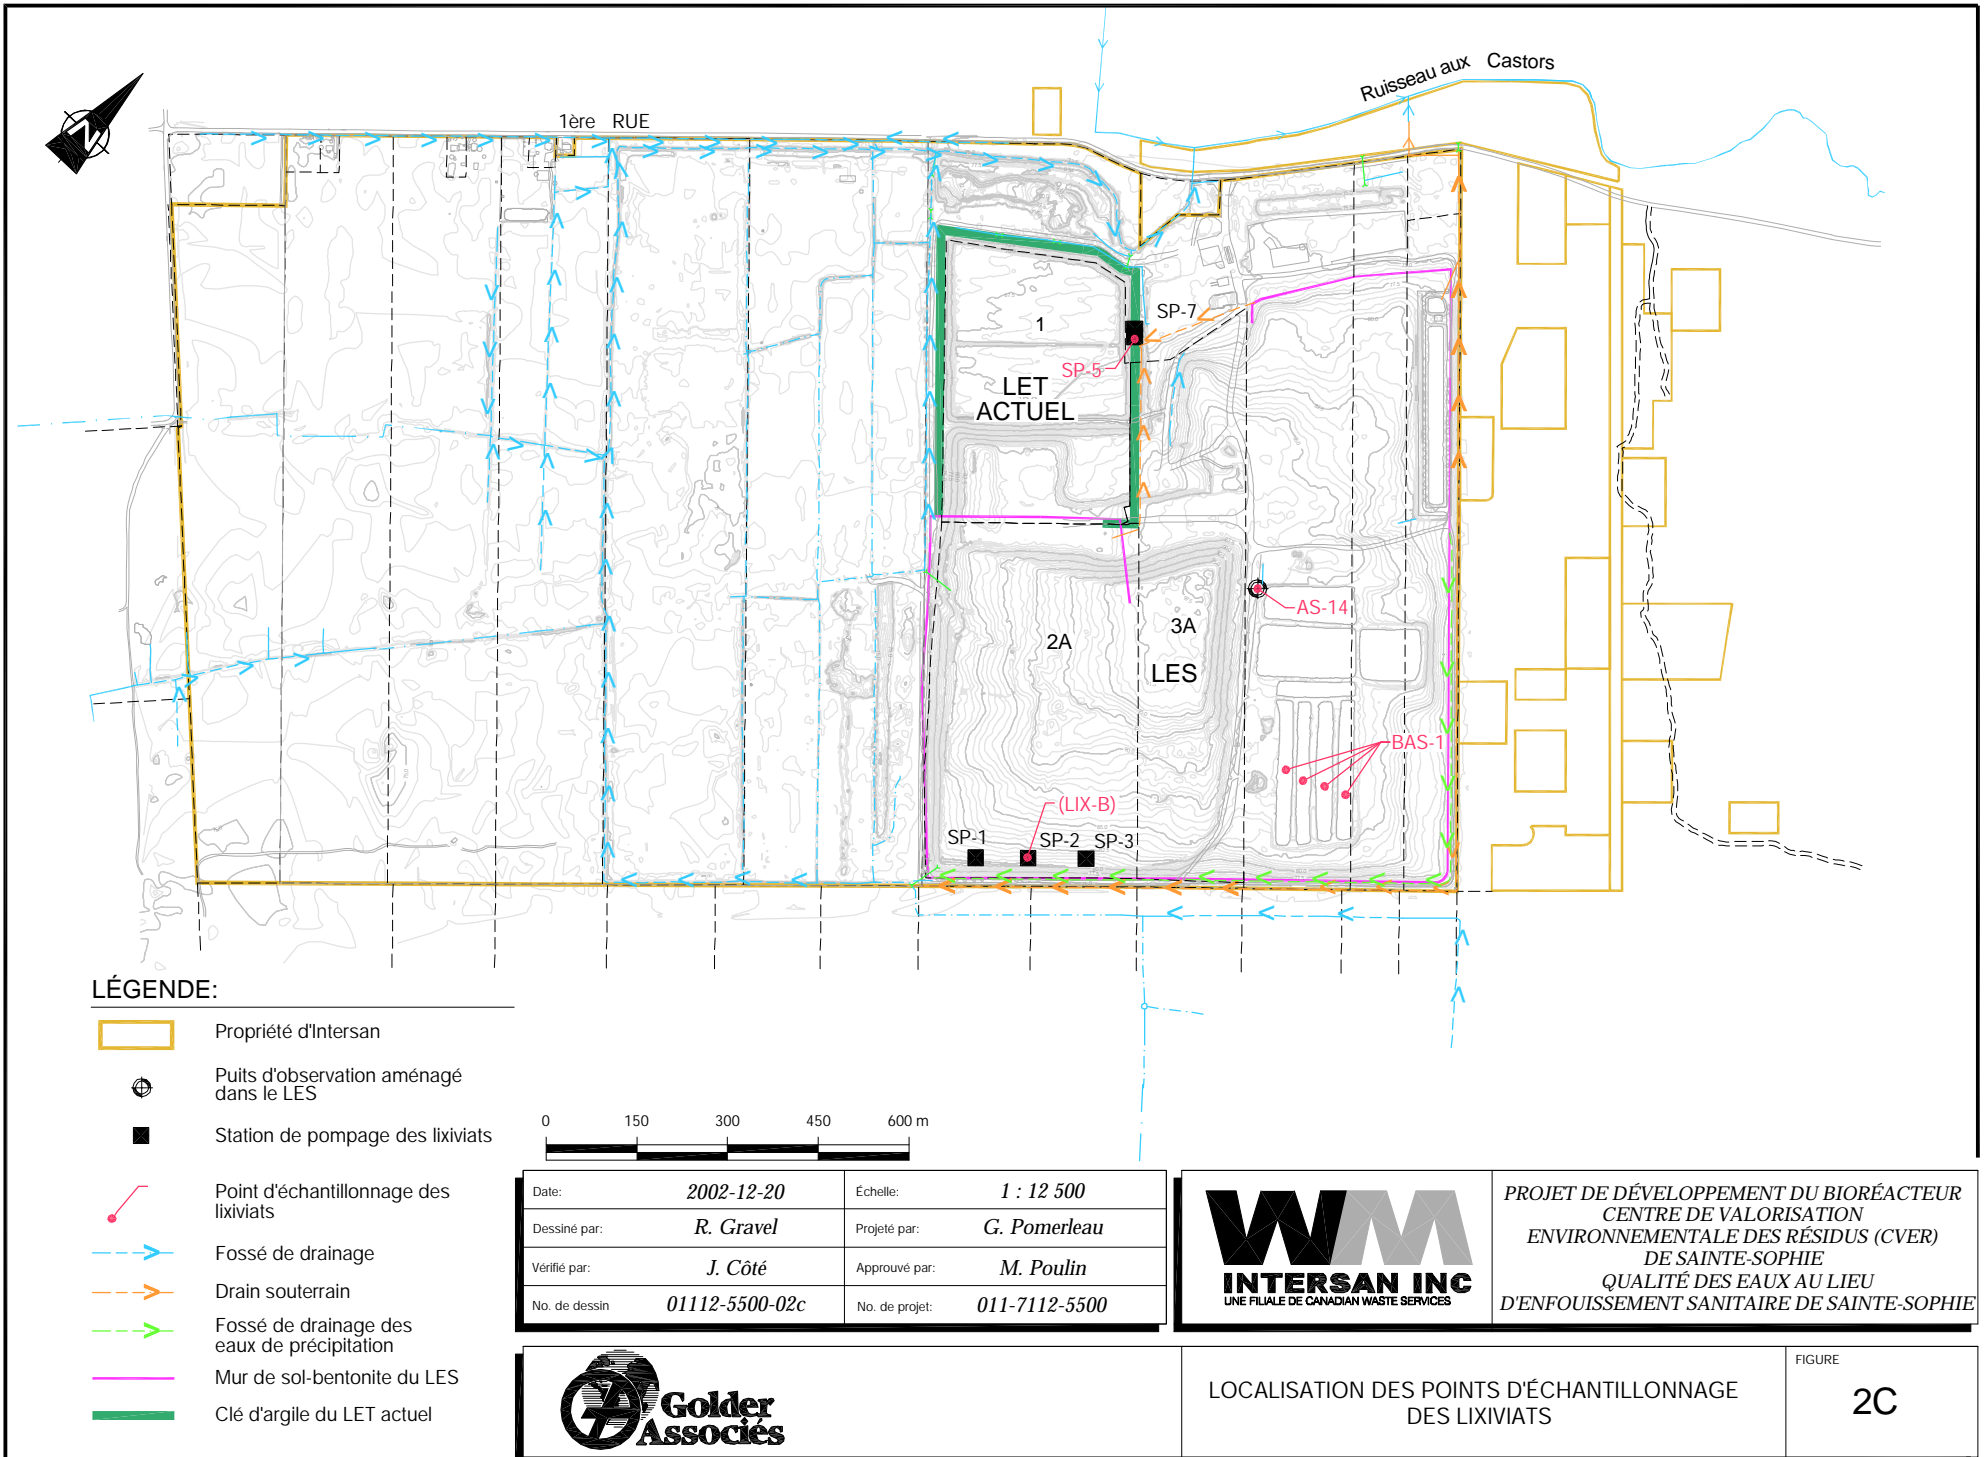 Ruisseau aux Castors
1ère RUE
N
1
SP-7
SP-5
LET
ACTUEL
AS-14
3A
2A
LES
BAS-1
(LIX-B)
SP-1
SP-2
SP-3
LÉGENDE:
Propriété d'Intersan
Puits d'observation aménagé
dans le LES
Station de pompage des lixiviats
Point d'échantillonnage des
lixiviats
Fossé de drainage
Drain souterrain
Fossé de drainage des
eaux de précipitation
Mur de sol-bentonite du LES
Clé d'argile du LET actuel
0 150 300 450 600 m
Date: 2002-12-20
Échelle: 1 : 12 500
Dessiné par: R. Gravel
Projeté par: G. Pomerleau
Vérifié par: J. Côté
Approuvé par: M. Poulin
No. de dessin 01112-5500-02c
No. de projet: 011-7112-5500
WM
INTERSAN INC
UNE FILIALE DE CANADIAN WASTE SERVICES
PROJET DE DÉVELOPPEMENT DU BIORÉACTEUR
CENTRE DE VALORISATION
ENVIRONNEMENTALE DES RÉSIDUS (CVER)
DE SAINTE-SOPHIE
QUALITÉ DES EAUX AU LIEU
D'ENFOUISSEMENT SANITAIRE DE SAINTE-SOPHIE
Golder
Associés
LOCALISATION DES POINTS D'ÉCHANTILLONNAGE
DES LIXIVIATS
FIGURE
2C